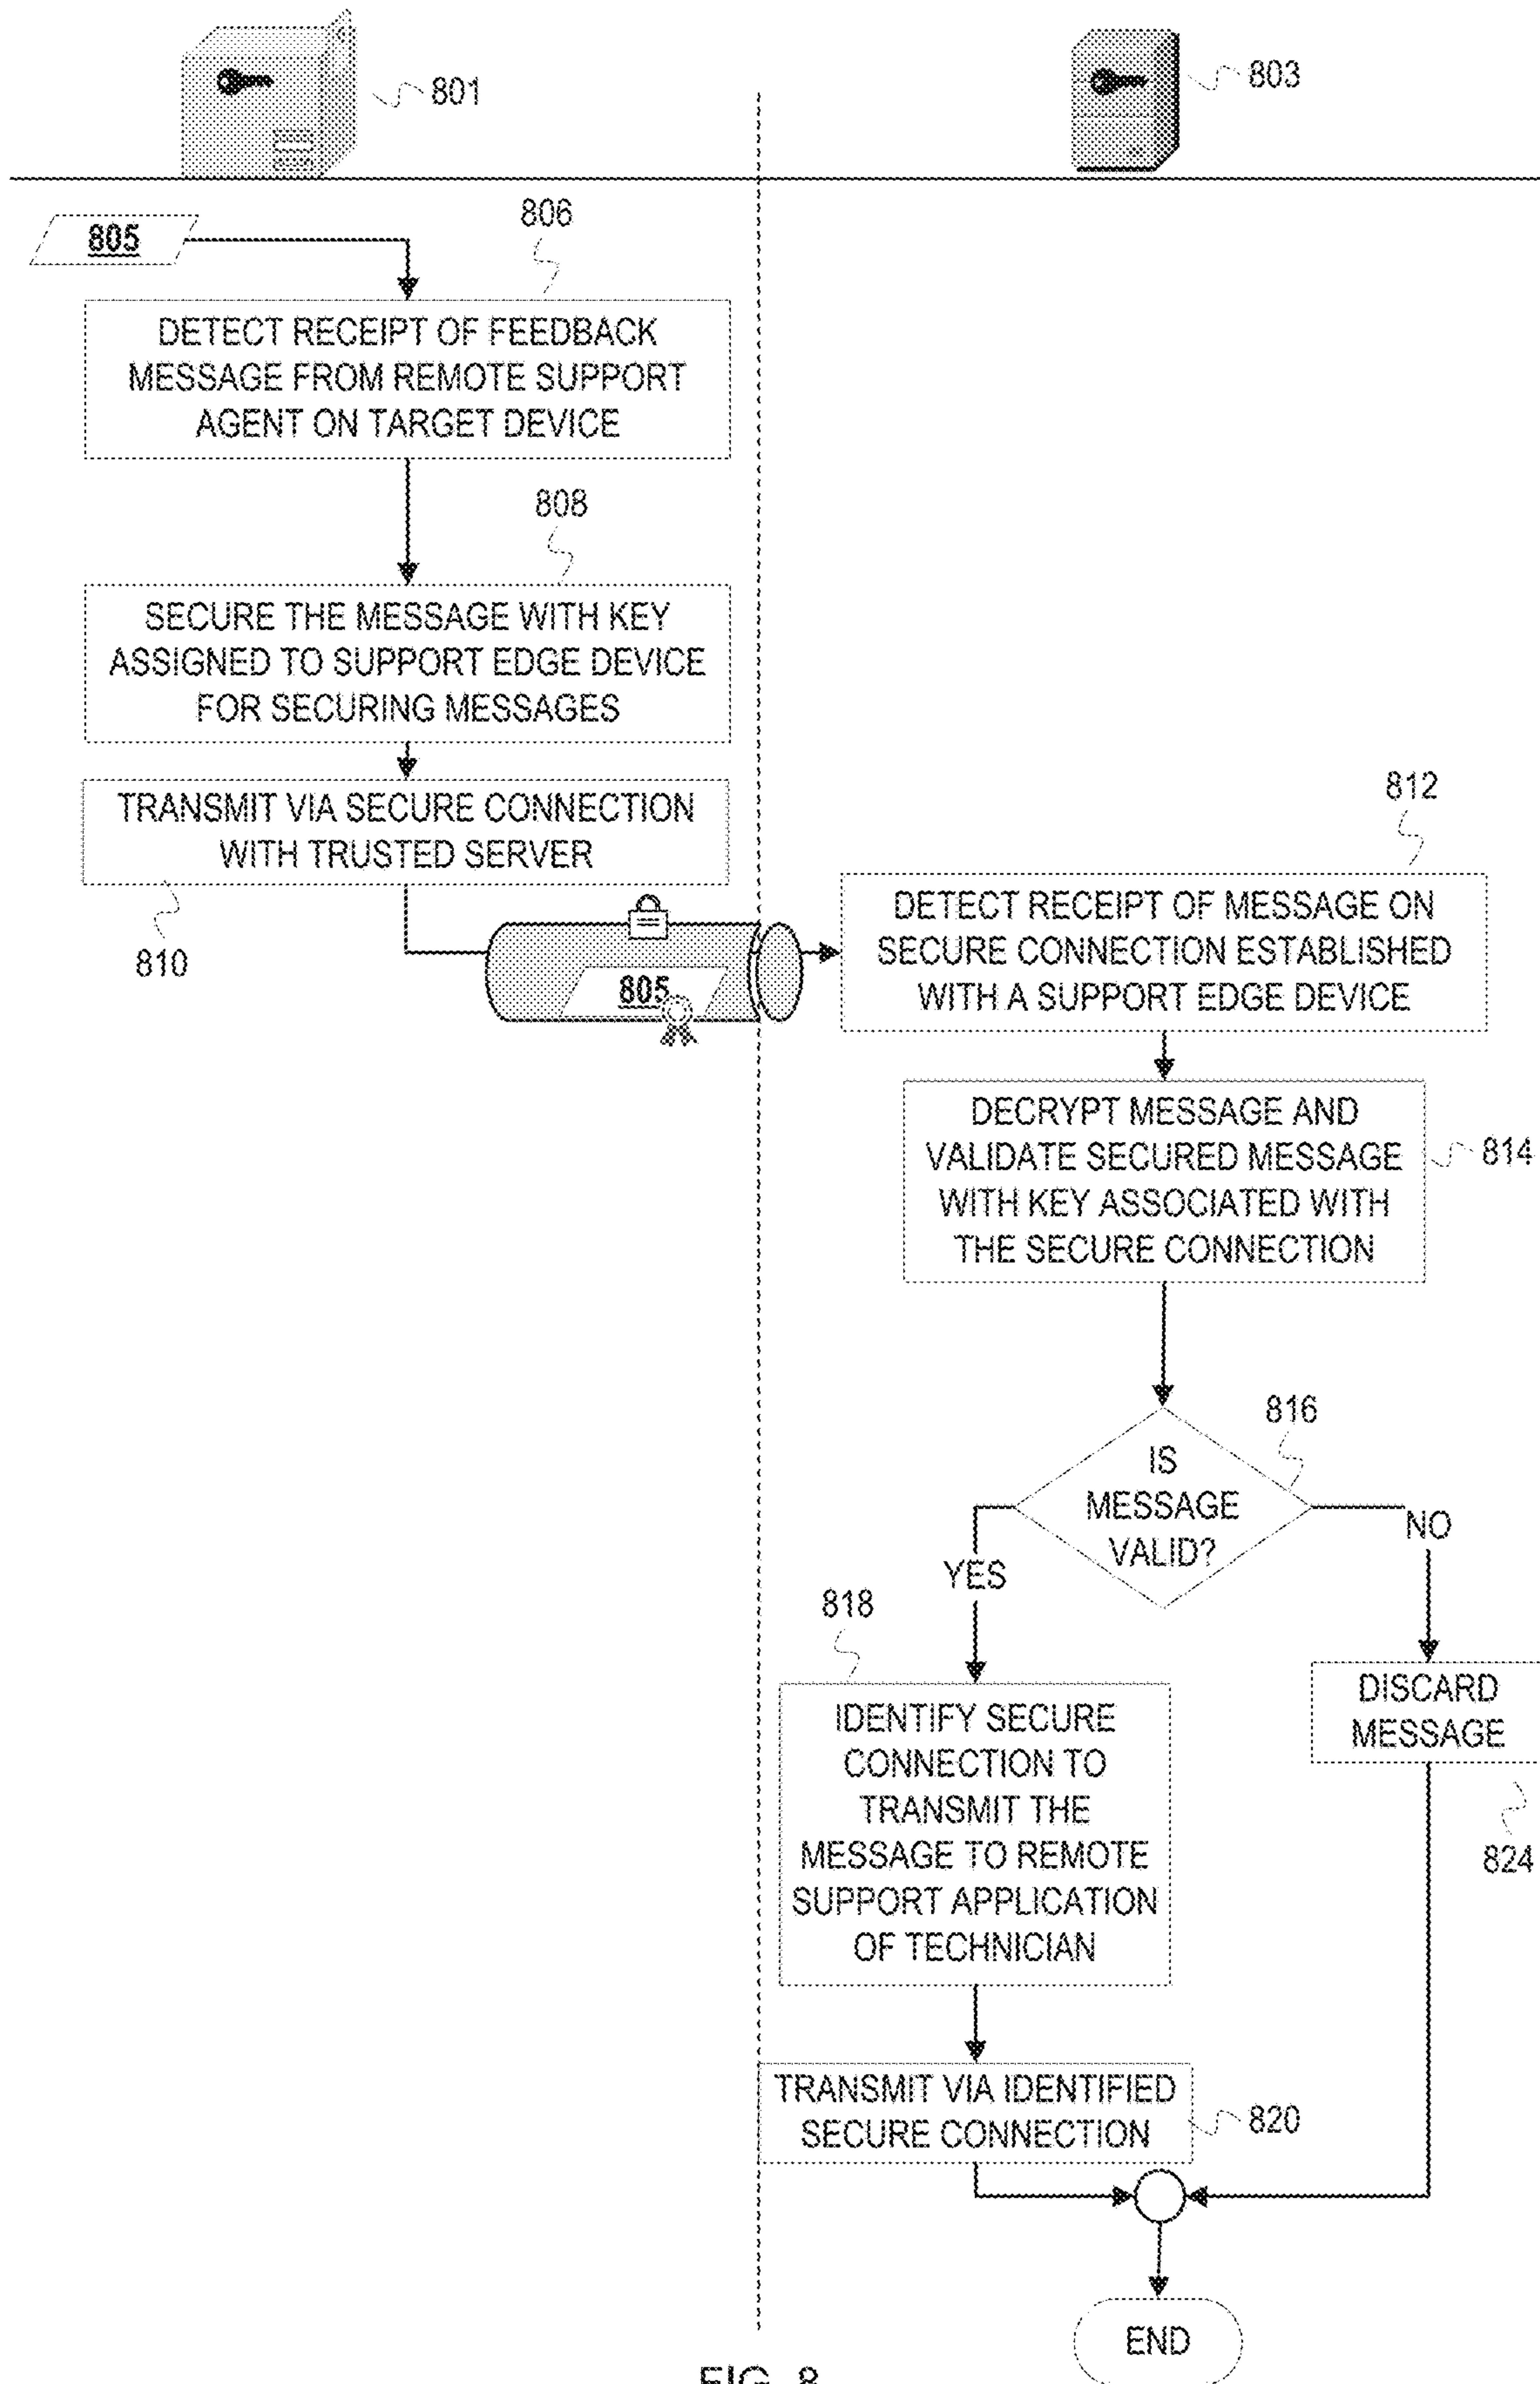 801
803
805
806
DETECT RECEIPT OF FEEDBACK
MESSAGE FROM REMOTE SUPPORT
AGENT ON TARGET DEVICE
808
SECURE THE MESSAGE WITH KEY
ASSIGNED TO SUPPORT EDGE DEVICE
FOR SECURING MESSAGES
TRANSMIT VIA SECURE CONNECTION
WITH TRUSTED SERVER
810
805
812
DETECT RECEIPT OF MESSAGE ON
SECURE CONNECTION ESTABLISHED
WITH A SUPPORT EDGE DEVICE
DECRYPT MESSAGE AND
VALIDATE SECURED MESSAGE
WITH KEY ASSOCIATED WITH
THE SECURE CONNECTION
814
816
IS
MESSAGE
VALID?
YES
NO
818
IDENTIFY SECURE
CONNECTION TO
TRANSMIT THE
MESSAGE TO REMOTE
SUPPORT APPLICATION
OF TECHNICIAN
DISCARD
MESSAGE
824
TRANSMIT VIA IDENTIFIED
SECURE CONNECTION
820
END
FIG. 8